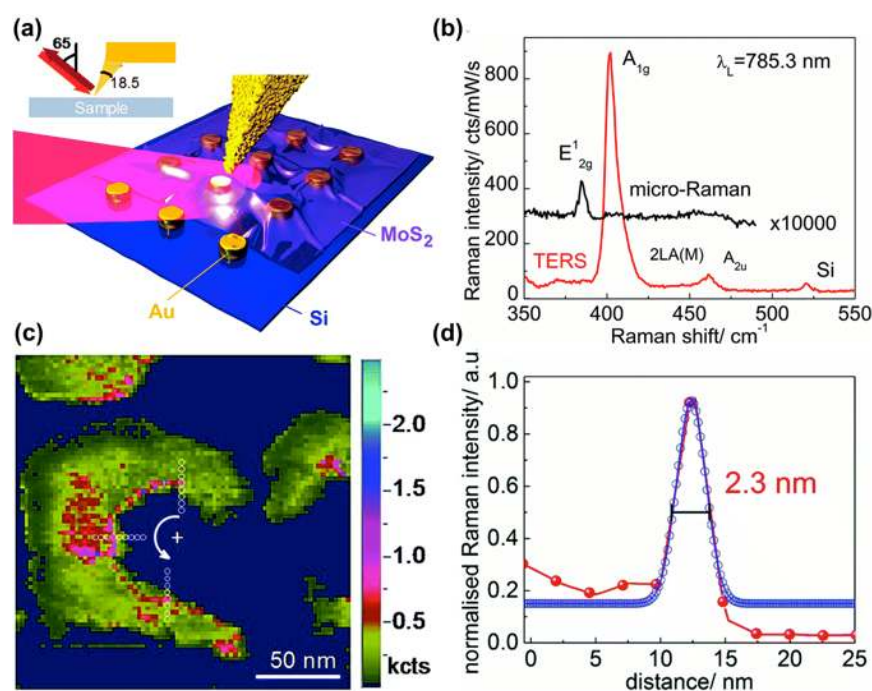 (a)
65
18.5
Sample
MoS2
Au
Si
(b)
Raman intensity/ cts/mW/s
800
600
400
200
0
A1g
λL=785.3 nm
E12g
micro-Raman
x10000
TERS
2LA(M)
A2u
Si
350 400 450 500 550
Raman shift/ cm-1
(c)
2.0
1.5
1.0
0.5
kcts
50 nm
(d)
normalised Raman intensity/ a.u
1.0
0.8
0.6
0.4
0.2
0.0
2.3 nm
0 5 10 15 20 25
distance/ nm